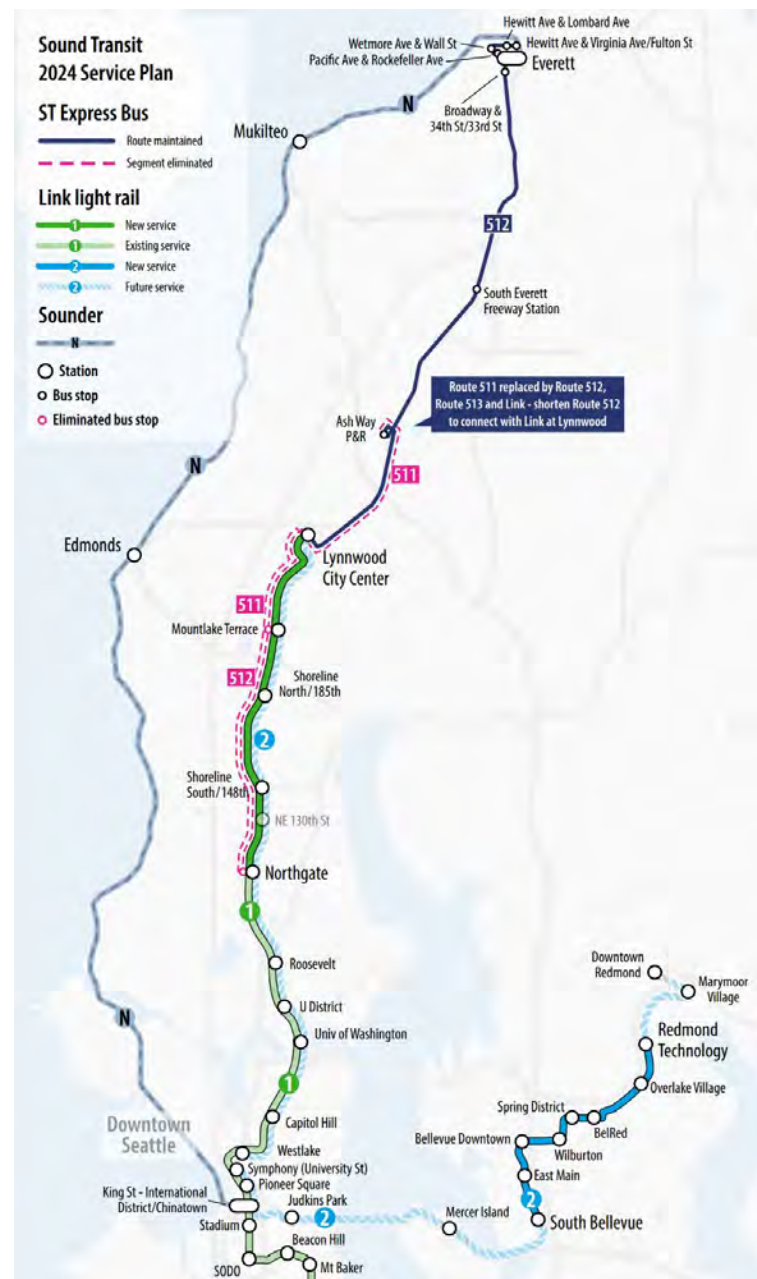 Sound Transit
2024 Service Plan
ST Express Bus
Route maintained
Segment eliminated
Link light rail
1 New service
1 Existing service
2 New service
2 Future service
Sounder
N
Station
Bus stop
Eliminated bus stop
Hewitt Ave & Lombard Ave
Wetmore Ave & Wall St
Hewitt Ave & Virginia Ave/Fulton St
Pacific Ave & Rockefeller Ave
Everett
Broadway &
34th St/33rd St
N
Mukilteo
512
South Everett
Freeway Station
Route 511 replaced by Route 512,
Route 513 and Link - shorten Route 512
to connect with Link at Lynnwood
Ash Way
P&R
511
N
Edmonds
Lynnwood
City Center
511
Mountlake Terrace
512
Shoreline
North/185th
2
Shoreline
South/148th
NE 130th St
Northgate
1
Roosevelt
U District
N
Univ of Washington
1
Capitol Hill
Downtown
Seattle
Westlake
Symphony (University St)
Pioneer Square
King St - International
District/Chinatown
Judkins Park
2
Stadium
Mercer Island
Beacon Hill
SODO
Mt Baker
Downtown
Redmond
Marymoor
Village
Redmond
Technology
Overlake Village
Spring District
BelRed
Bellevue Downtown
Wilburton
East Main
2
South Bellevue